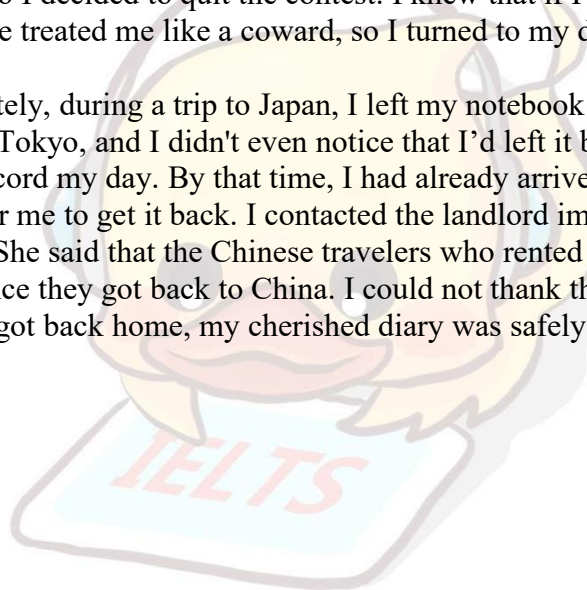 o I decided to quit the contest. I knew that if I
e treated me like a coward, so I turned to my d
tely, during a trip to Japan, I left my notebook
Tokyo, and I didn't even notice that I'd left it b
cord my day. By that time, I had already arrive
r me to get it back. I contacted the landlord im
She said that the Chinese travelers who rented
ce they got back to China. I could not thank th
got back home, my cherished diary was safely
IELTS